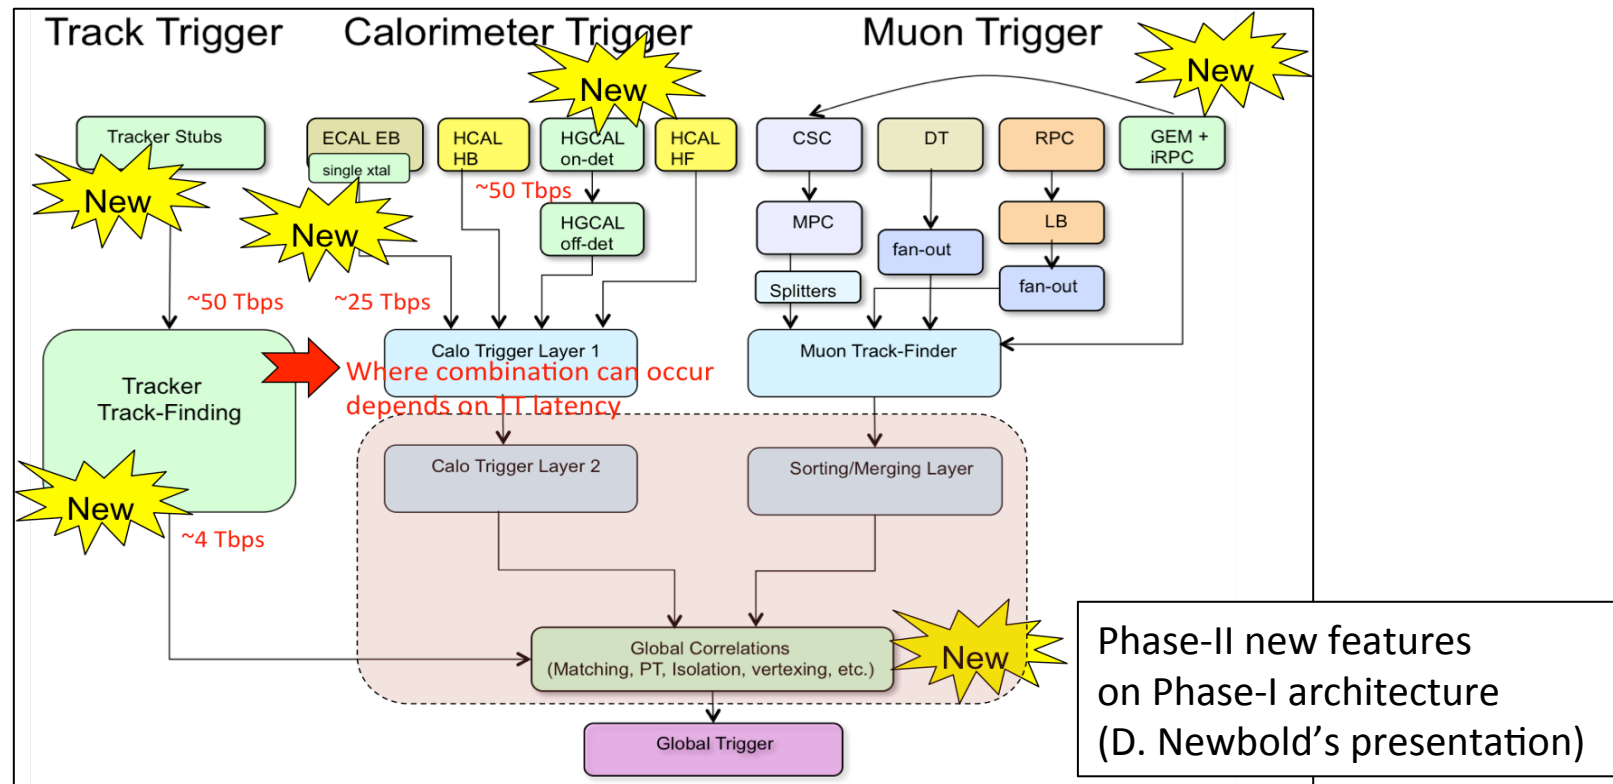 Track Trigger
Calorimeter Trigger
Muon Trigger
New
New
Tracker Stubs
ECAL EB
single xtal
HCAL
HB
HGCAL
on-det
HCAL
HF
CSC
DT
RPC
GEM +
iRPC
~50 Tbps
New
New
HGCAL
off-det
MPC
fan-out
LB
Splitters
fan-out
~50 Tbps
~25 Tbps
Calo Trigger Layer 1
Muon Track-Finder
Where combination can occur
depends on TT latency
Tracker
Track-Finding
Calo Trigger Layer 2
Sorting/Merging Layer
New
~4 Tbps
Global Correlations
(Matching, PT, Isolation, vertexing, etc.)
New
Global Trigger
Phase-II new features
on Phase-I architecture
(D. Newbold’s presentation)